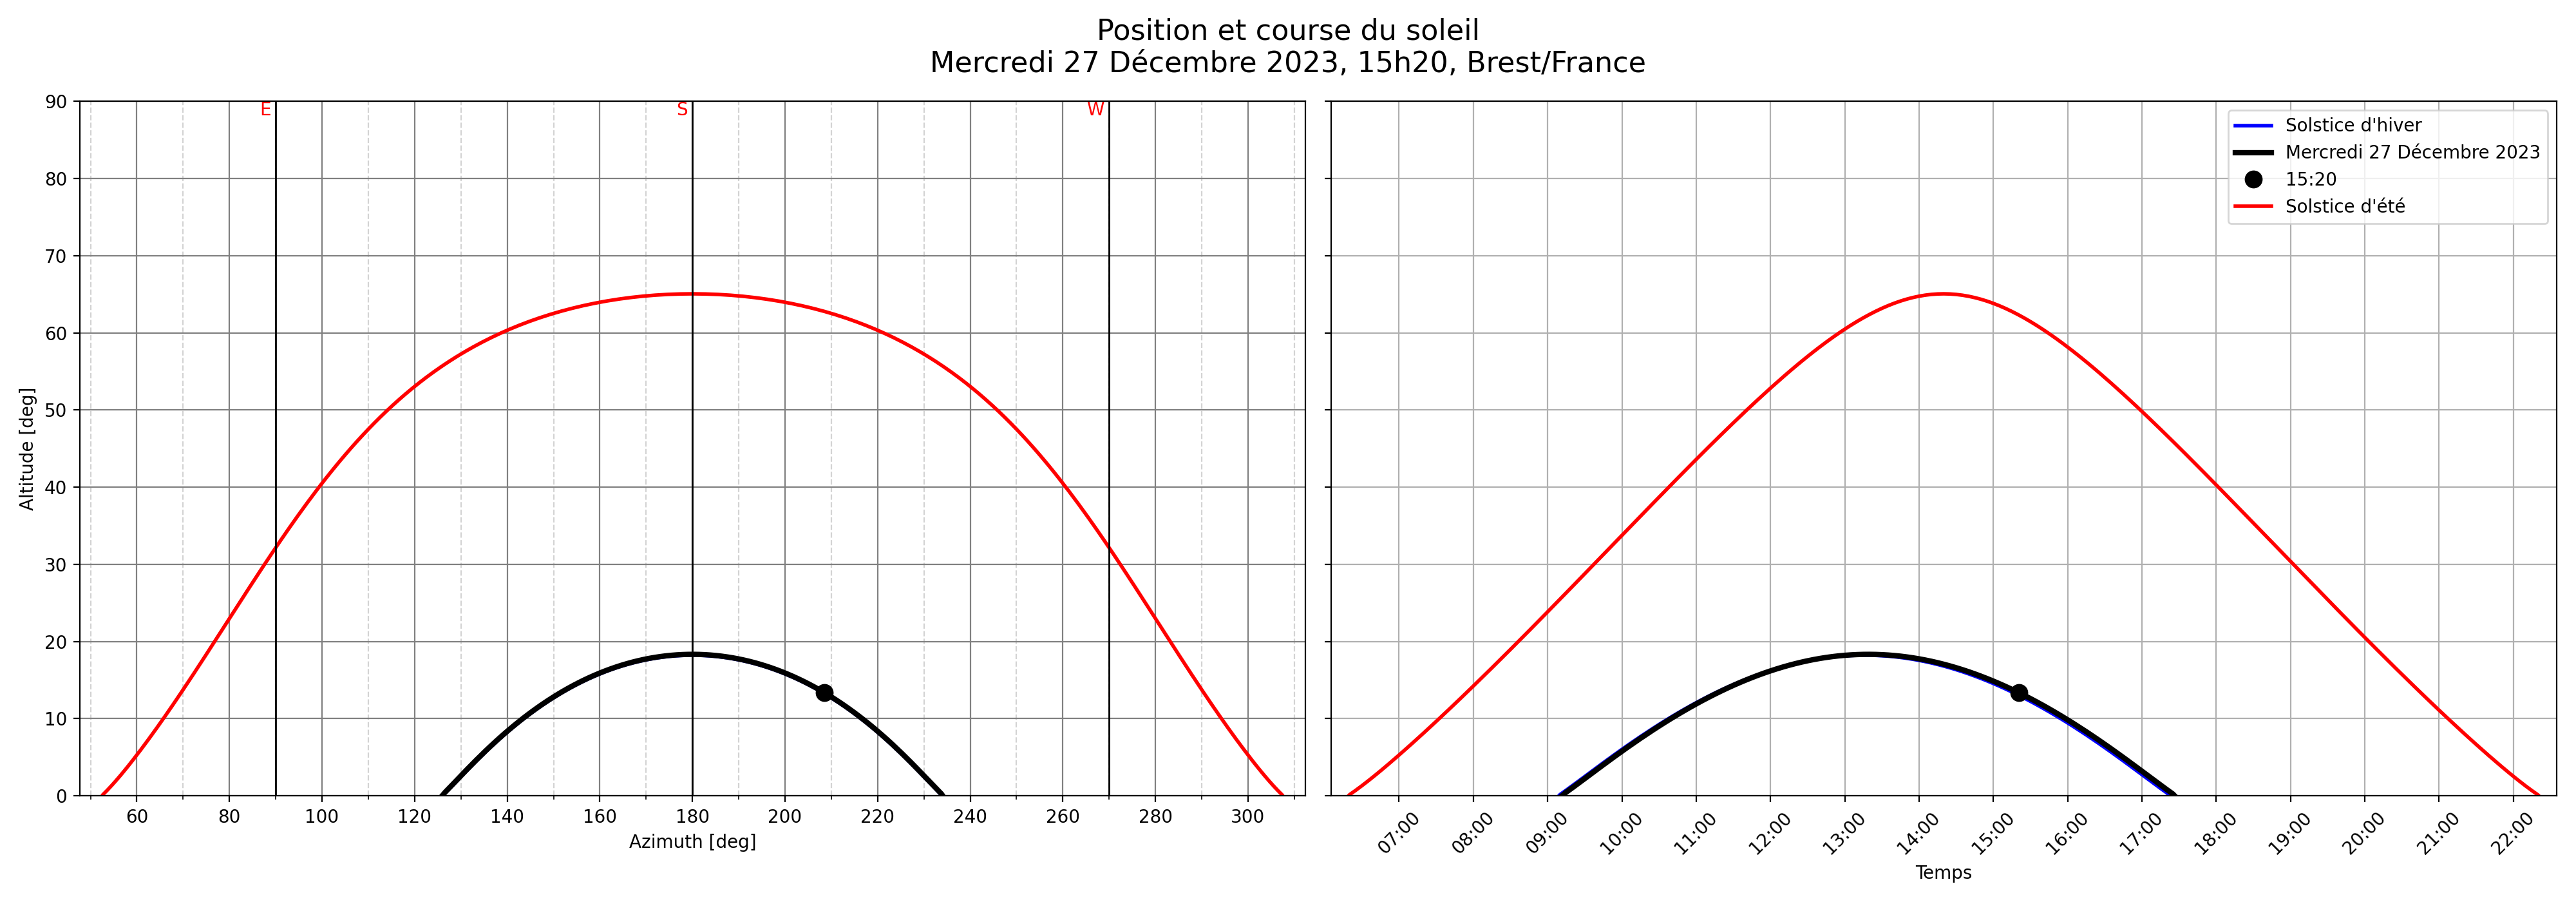 Position et course du soleil
Mercredi 27 Décembre 2023, 15h20, Brest/France
E
S
W
90
80
70
60
50
40
30
20
10
0
Altitude [deg]
60 80 100 120 140 160 180 200 220 240 260 280 300
Azimuth [deg]
Solstice d'hiver
Mercredi 27 Décembre 2023
15:20
Solstice d'été
07:00 08:00 09:00 10:00 11:00 12:00 13:00 14:00 15:00 16:00 17:00 18:00 19:00 20:00 21:00 22:00
Temps